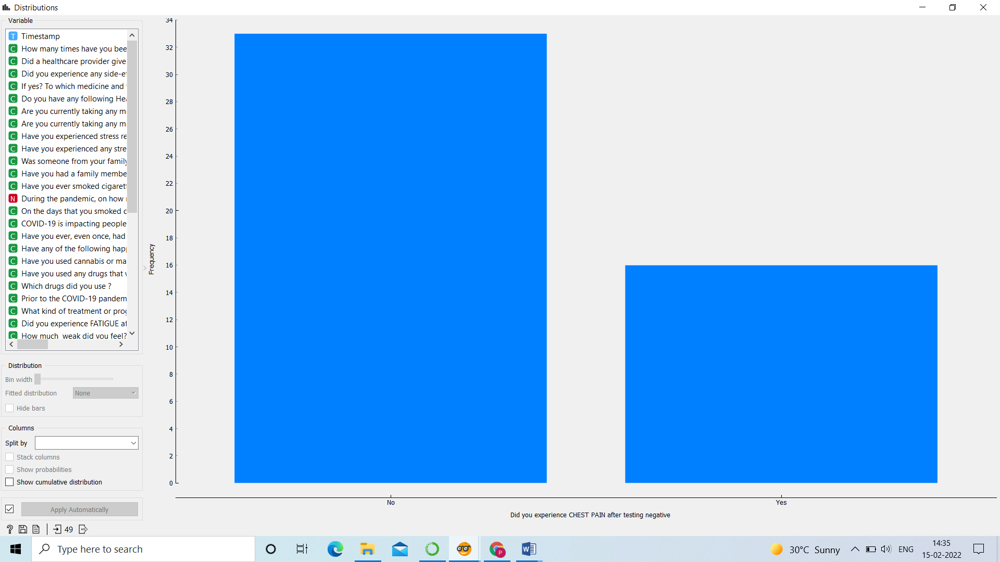 Distributions
Variable
T Timestamp
C How many times have you bee
C Did a healthcare provider give
C Did you experience any side-ef
C If yes? To which medicine and
C Do you have any following Hea
C Are you currently taking any m
C Are you currently taking any m
C Have you experienced stress re
C Have you experienced any stre
C Was someone from your family
C Have you had a family membe
C Have you ever smoked cigarett
N During the pandemic, on how
C On the days that you smoked c
C COVID-19 is impacting people
C Have you ever, even once, had
C Have any of the following happ
C Have you used cannabis or ma
C Have you used any drugs that
C Which drugs did you use ?
C Prior to the COVID-19 pandem
C What kind of treatment or prog
C Did you experience FATIGUE af
C How much weak did you feel?
Distribution
Bin width
Fitted distribution None
Hide bars
Columns
Split by
Stack columns
Show probabilities
Show cumulative distribution
Apply Automatically
? 49
34
32
30
28
26
24
22
20
18
16
14
12
10
8
6
4
2
0
Frequency
No Yes
Did you experience CHEST PAIN after testing negative
Type here to search
P
W
30°C Sunny
ENG
14:35
15-02-2022